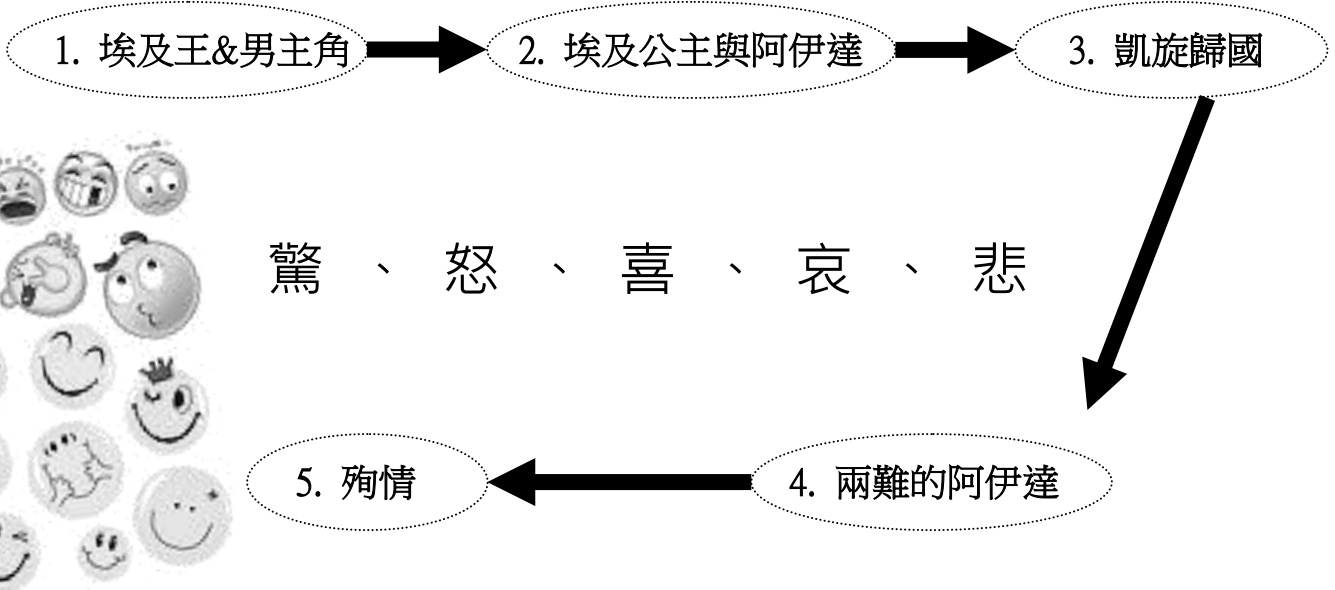 1. 埃及王&男主角
2. 埃及公主與阿伊達
3. 凱旋歸國
驚、怒、喜、哀、悲
5. 殉情
4. 兩難的阿伊達